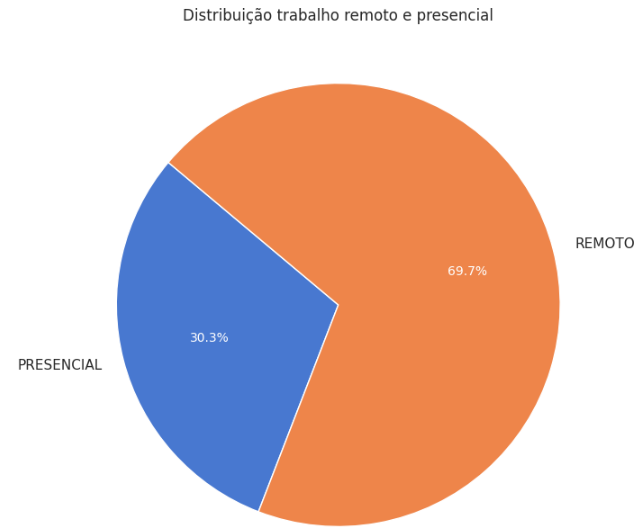 Distribuição trabalho remoto e presencial
REMOTO
69.7%
30.3%
PRESENCIAL